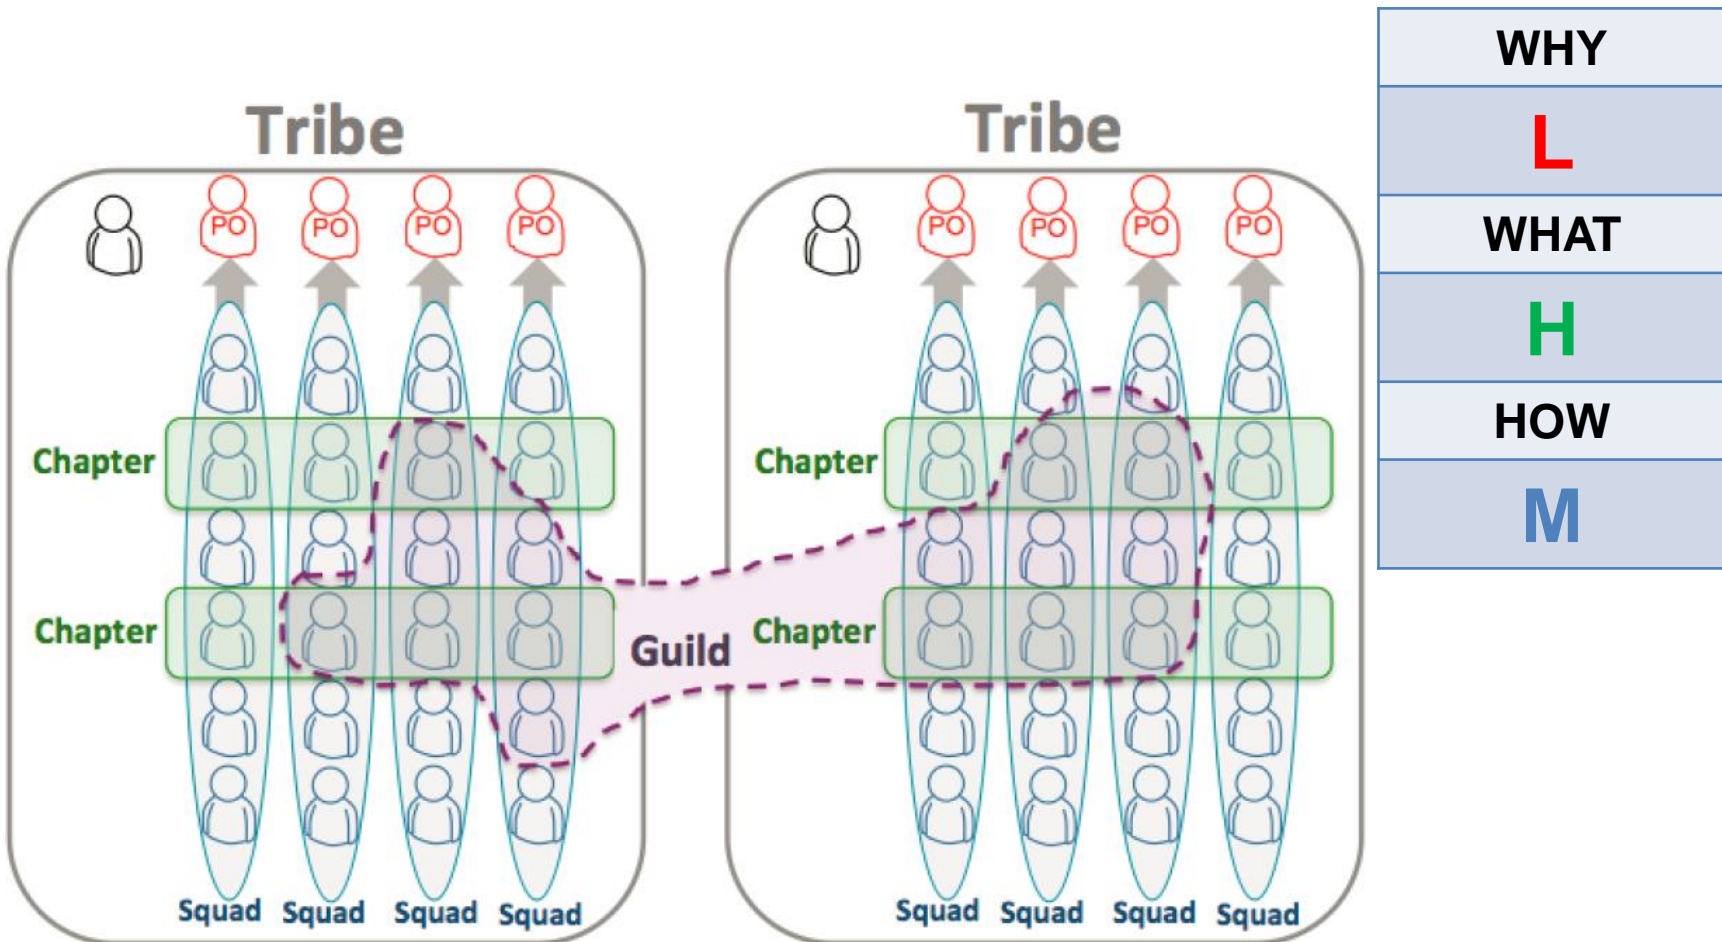 Tribe
Tribe
PO PO PO PO
PO PO PO PO
Chapter
Chapter
Chapter
Guild
Chapter
Squad Squad Squad Squad
Squad Squad Squad Squad
WHY
L
WHAT
H
HOW
M